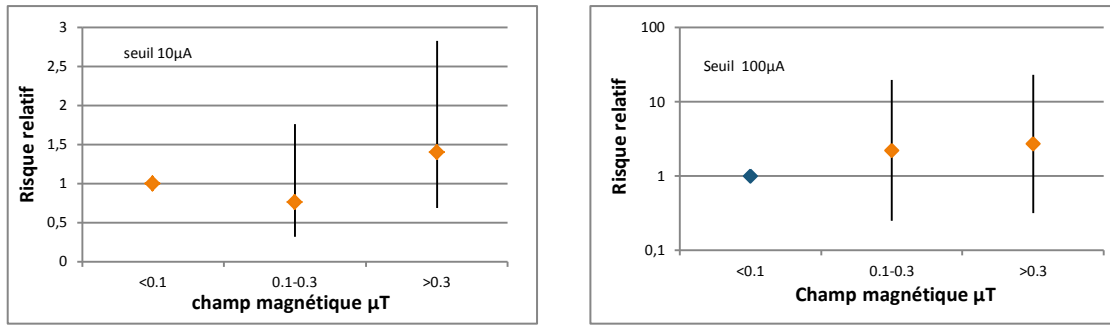 3
2,5
2
1,5
1
0,5
0
seuil 10µA
Risque relatif
<0.1
0.1-0.3
>0.3
champ magnétique µT
100
10
1
0,1
Seuil 100µA
Risque relatif
<0.1
0.1-0.3
>0.3
Champ magnétique µT